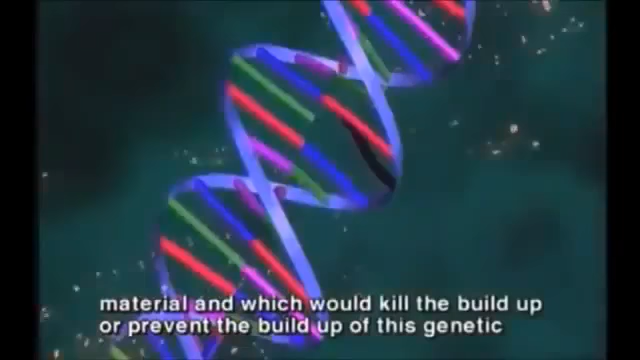 material and which would kill the build up
or prevent the build up of this genetic